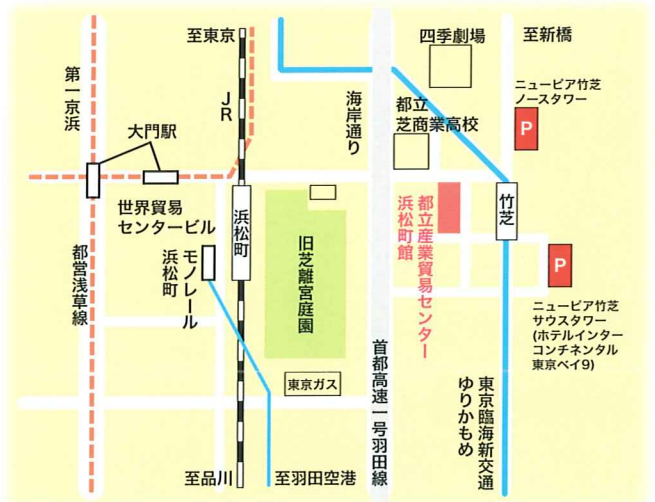 至東京
四季劇場
至新橋
第一京浜
JR
海岸通り
都立
芝商業高校
ニューピア竹芝
ノースタワー
P
大門駅
世界貿易
センタービル
浜松町
モノレール
浜松町
都営浅草線
旧芝離宮庭園
都立産業貿易センター
浜松町館
竹芝
P
ニューピア竹芝
サウスタワー
(ホテルインター
コンチネンタル
東京ベイ9)
首都高速一号羽田線
東京ガス
東京臨海新交通
ゆりかもめ
至品川
至羽田空港